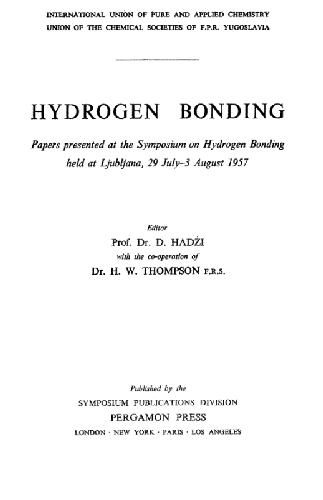 INTERNATIONAL UNION OF PURE AND APPLIED CHEMISTRY
UNION OF THE CHEMICAL SOCIETIES OF F.P.R. YUGOSLAVIA
HYDROGEN BONDING
Papers presented at the Symposium on Hydrogen Bonding
held at Ljubljana, 29 July–3 August 1957
Editor
Prof. Dr. D. HADŽI
with the co-operation of
Dr. H. W. THOMPSON F.R.S.
Published by the
SYMPOSIUM PUBLICATIONS DIVISION
PERGAMON PRESS
LONDON · NEW YORK · PARIS · LOS ANGELES